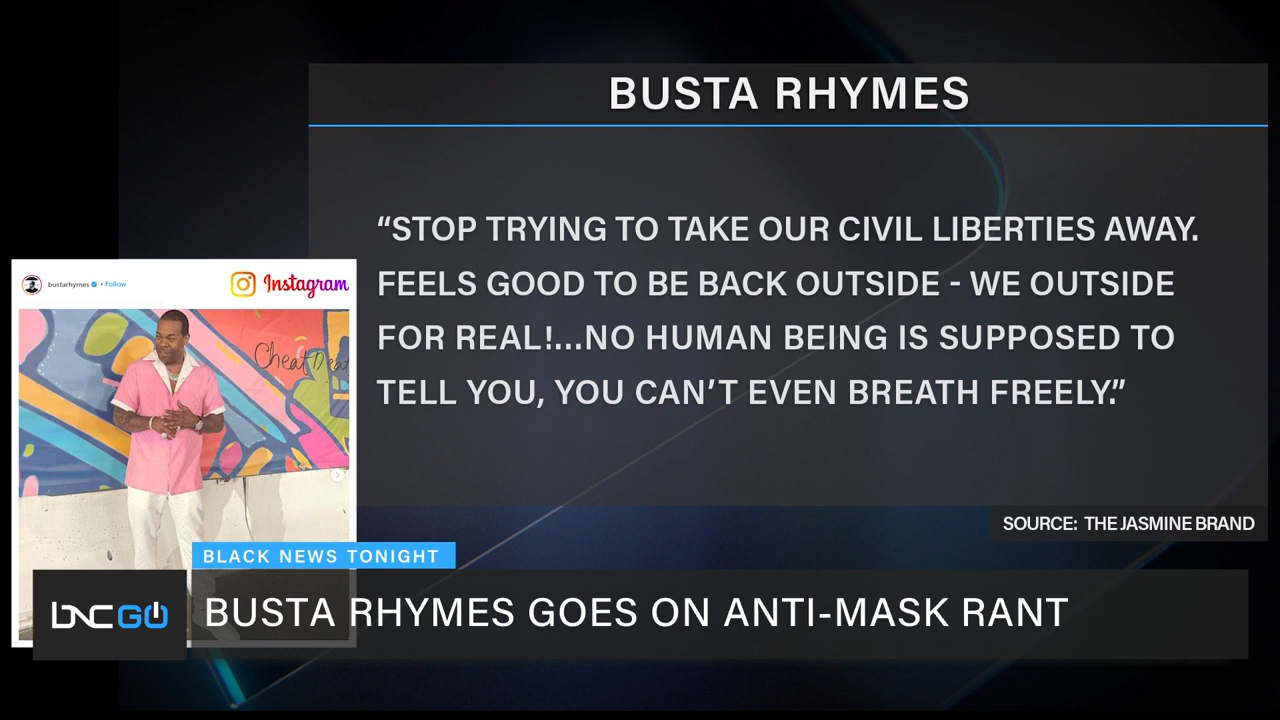 BUSTA RHYMES
“STOP TRYING TO TAKE OUR CIVIL LIBERTIES AWAY.
FEELS GOOD TO BE BACK OUTSIDE - WE OUTSIDE
FOR REAL!...NO HUMAN BEING IS SUPPOSED TO
TELL YOU, YOU CAN’T EVEN BREATH FREELY.”
bustarhymes • Follow
Instagram
Cheat
SOURCE: THE JASMINE BRAND
BLACK NEWS TONIGHT
BNC GO
BUSTA RHYMES GOES ON ANTI-MASK RANT